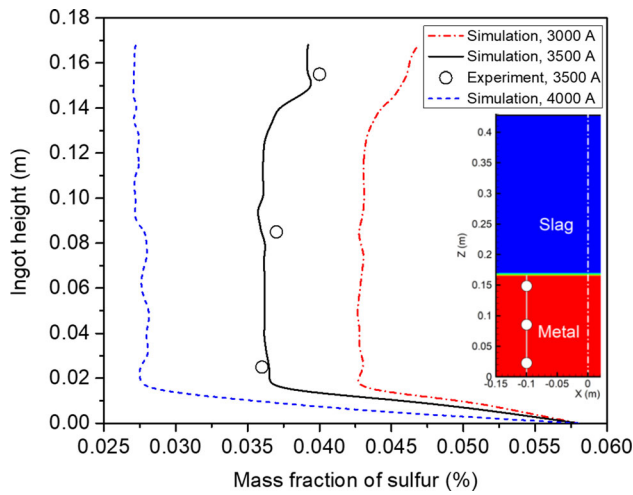 Simulation, 3000 A
Simulation, 3500 A
Experiment, 3500 A
Simulation, 4000 A
0.18
0.16
0.14
0.12
0.10
0.08
0.06
0.04
0.02
0.00
Ingot height (m)
0.025 0.030 0.035 0.040 0.045 0.050 0.055 0.060
Mass fraction of sulfur (%)
0.4
0.35
0.3
0.25
0.2
0.15
0.1
0.05
0
Z (m)
Slag
Metal
-0.15 -0.1 -0.05 0
X (m)